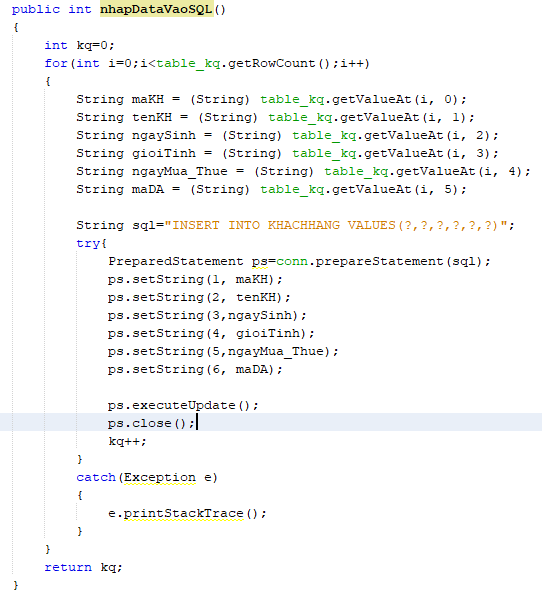 public int nhapDataVaoSQL()
{
int kq=0;
for(int i=0;i<table_kq.getRowCount();i++)
{
String maKH = (String) table_kq.getValueAt(i, 0);
String tenKH = (String) table_kq.getValueAt(i, 1);
String ngaySinh = (String) table_kq.getValueAt(i, 2);
String gioiTinh = (String) table_kq.getValueAt(i, 3);
String ngayMua_Thue = (String) table_kq.getValueAt(i, 4);
String maDA = (String) table_kq.getValueAt(i, 5);
String sql="INSERT INTO KHACHHANG VALUES(?,?,?,?,?,?)";
try{
PreparedStatement ps=conn.prepareStatement(sql);
ps.setString(1, maKH);
ps.setString(2, tenKH);
ps.setString(3,ngaySinh);
ps.setString(4, gioiTinh);
ps.setString(5,ngayMua_Thue);
ps.setString(6, maDA);
ps.executeUpdate();
ps.close();
kq++;
}
catch(Exception e)
{
e.printStackTrace();
}
}
return kq;
}